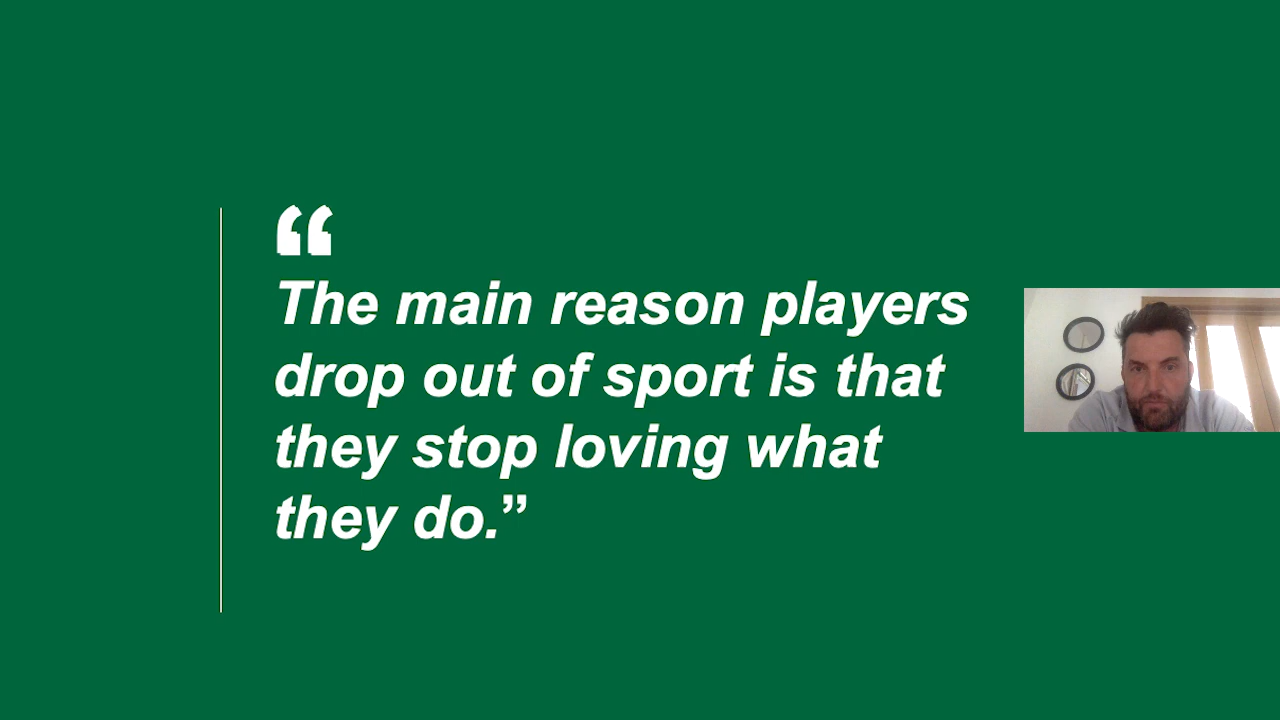 “
The main reason players
drop out of sport is that
they stop loving what
they do.”